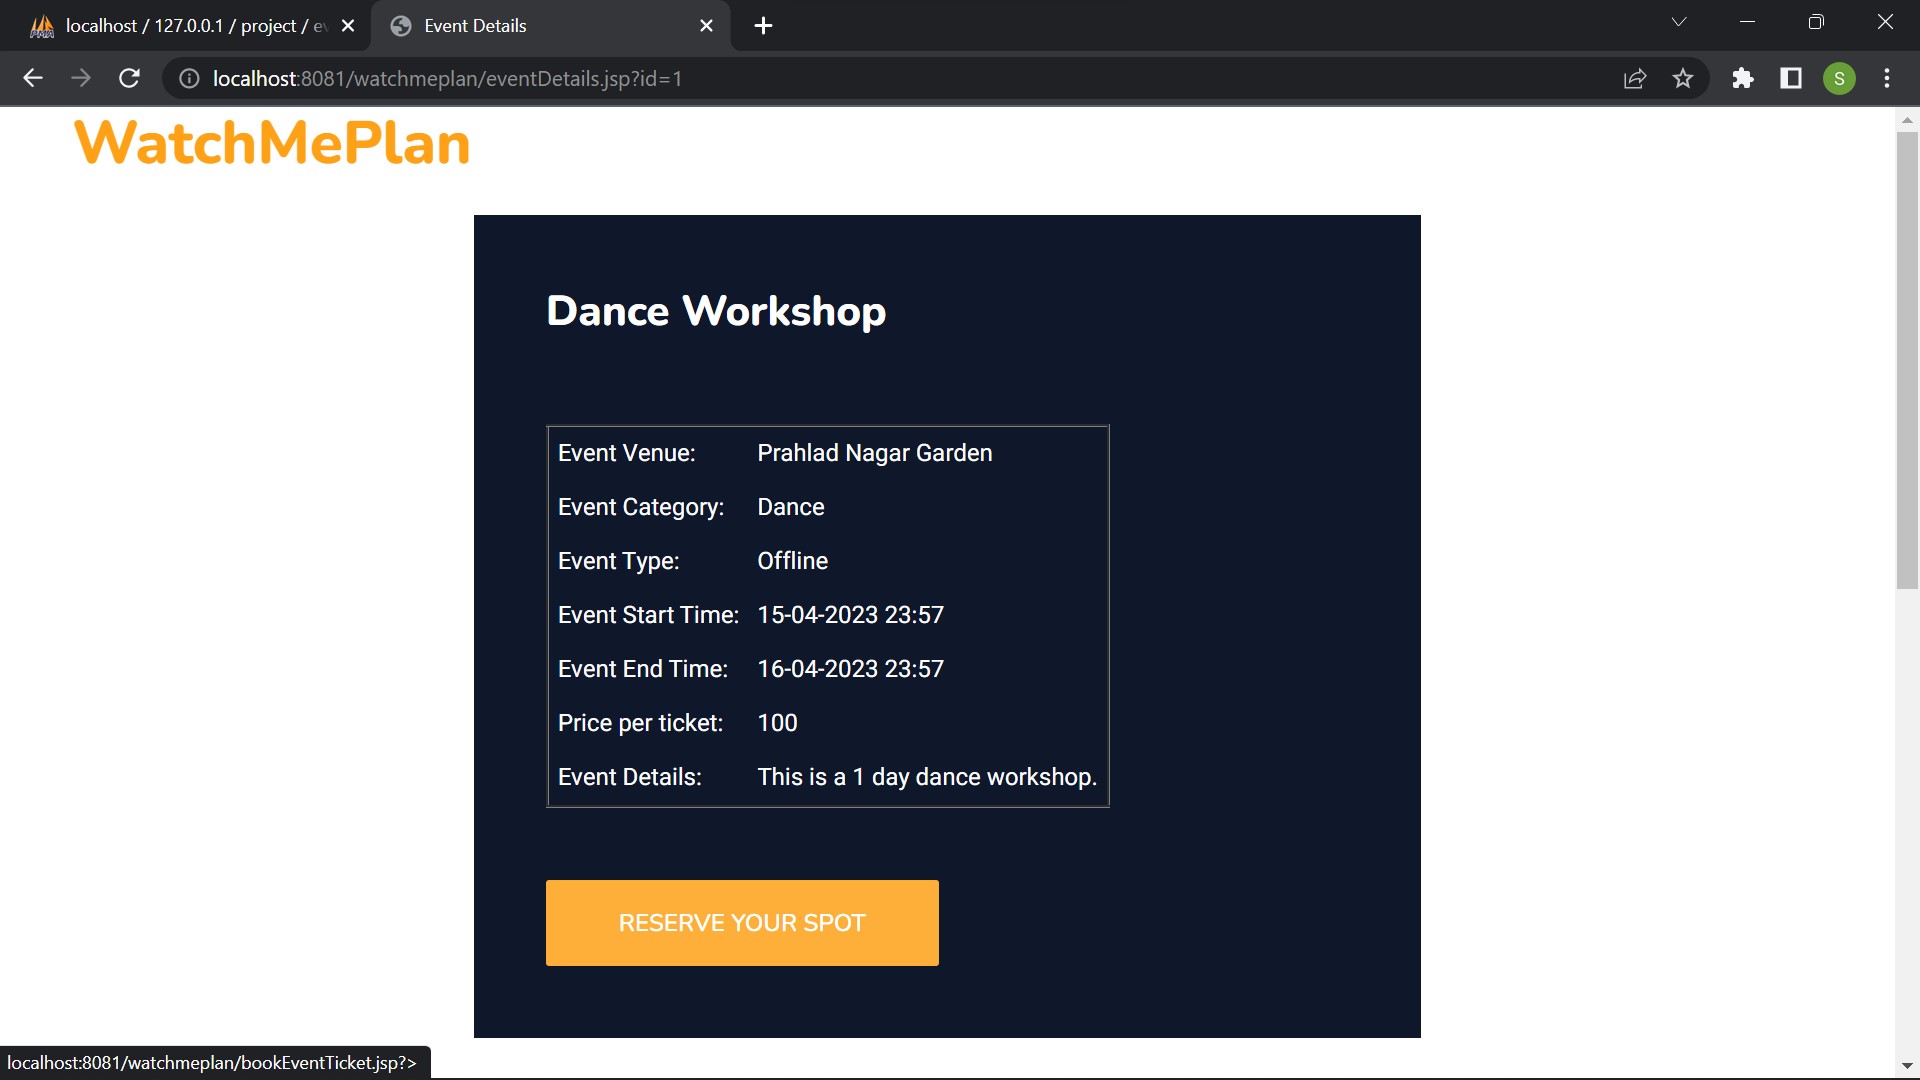 localhost / 127.0.0.1 / project / ev
Event Details
localhost:8081/watchmeplan/eventDetails.jsp?id=1
S
WatchMePlan
Dance Workshop
Event Venue: Prahlad Nagar Garden
Event Category: Dance
Event Type: Offline
Event Start Time: 15-04-2023 23:57
Event End Time: 16-04-2023 23:57
Price per ticket: 100
Event Details: This is a 1 day dance workshop.
RESERVE YOUR SPOT
localhost:8081/watchmeplan/bookEventTicket.jsp?>